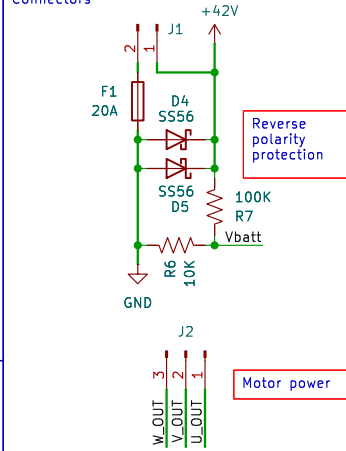 Connectors
+42V
J1
2
1
F1
20A
D4
SS56
Reverse
polarity
protection
SS56
D5
100K
R7
Vbatt
R6
10K
GND
J2
3
2
1
Motor power
W_OUT
V_OUT
U_OUT